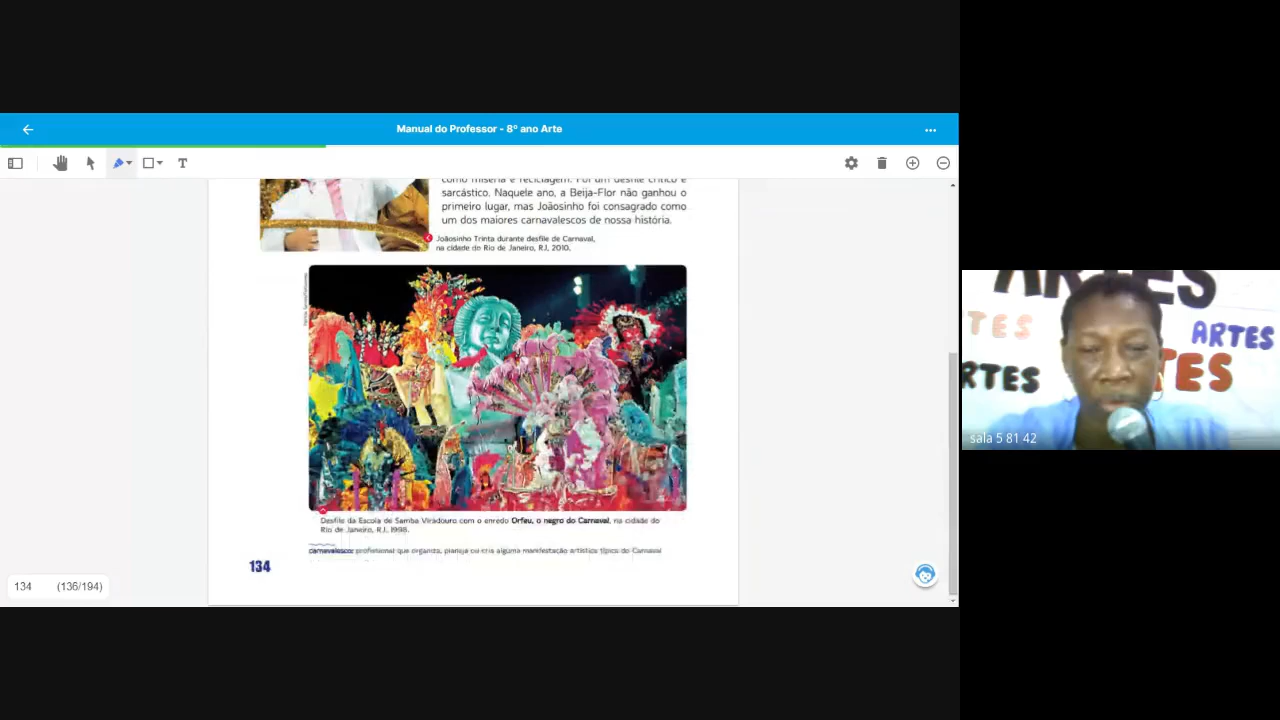 Manual do Professor - 8º ano Arte
T
como miséria e reciclagem. Foi um desfile crítico e
sarcástico. Naquele ano, a Beija-Flor não ganhou o
primeiro lugar, mas Joãosinho foi consagrado como
um dos maiores carnavalescos de nossa história.
Joãosinho Trinta durante desfile de Carnaval,
na cidade do Rio de Janeiro, RJ, 2010.
Desfile da Escola de Samba Viradouro com o enredo Orfeu, o negro do Carnaval, na cidade do
Rio de Janeiro, RJ, 1998.
carnavalesco: profissional que organiza, planeja ou cria alguma manifestação artística típica do Carnaval
134
134 (136/194)
ARTES
TES
ARTES
ARTES
RTES
sala 5 81 42